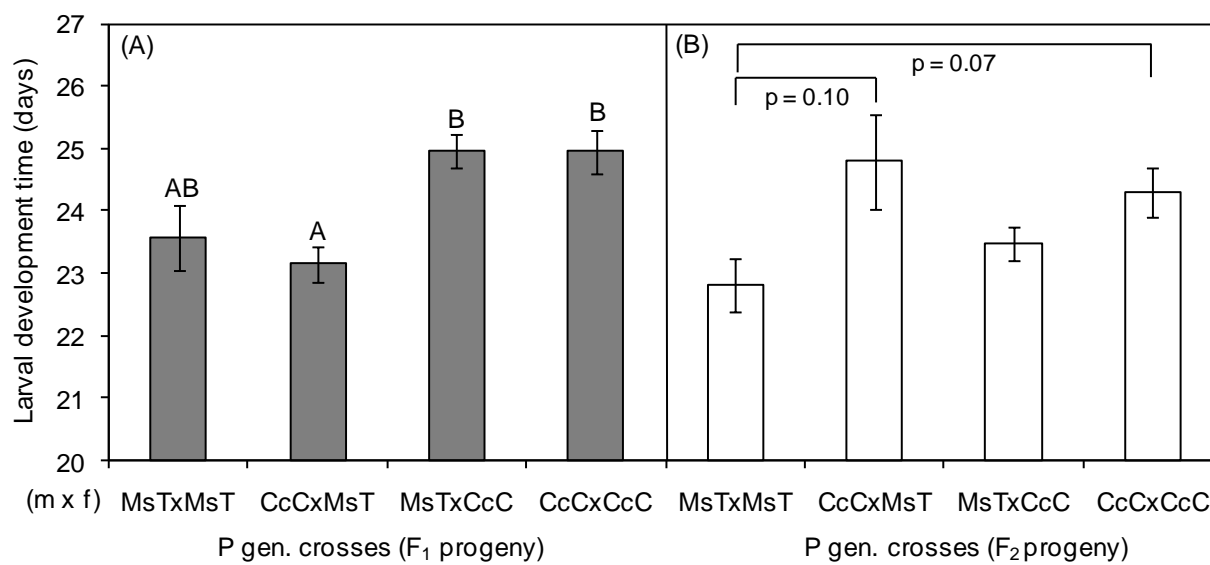 Larval development time (days)
27
26
25
24
23
22
21
20
(A)
AB
A
B
B
(B)
p = 0.07
p = 0.10
(m x f)
MsTxMsT CcCxMsT MsTxCcC CcCxCcC
MsTxMsT CcCxMsT MsTxCcC CcCxCcC
P gen. crosses (F₁ progeny)
P gen. crosses (F₂ progeny)